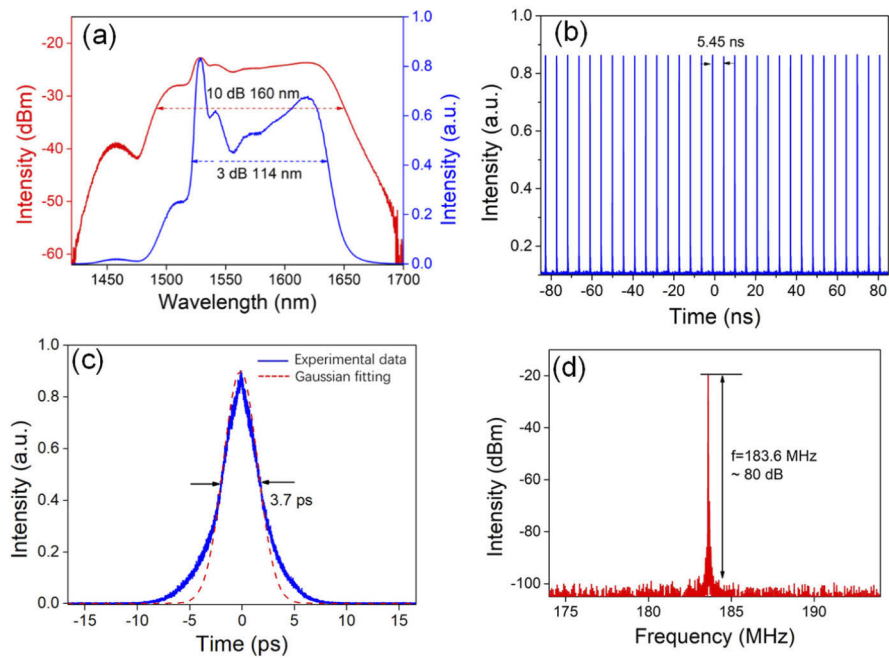 (a)
Intensity (dBm)
-20
-30
-40
-50
-60
10 dB 160 nm
3 dB 114 nm
1.0
0.8
0.6
0.4
0.2
0.0
Intensity (a.u.)
1450
1500
1550
1600
1650
1700
Wavelength (nm)
(b)
Intensity (a.u.)
1.0
0.8
0.6
0.4
0.2
5.45 ns
-80
-60
-40
-20
0
20
40
60
80
Time (ns)
(c)
Intensity (a.u.)
1.0
0.8
0.6
0.4
0.2
0.0
Experimental data
Gaussian fitting
3.7 ps
-15
-10
-5
0
5
10
15
Time (ps)
(d)
Intensity (dBm)
-20
-40
-60
-80
-100
f=183.6 MHz
~ 80 dB
175
180
185
190
Frequency (MHz)